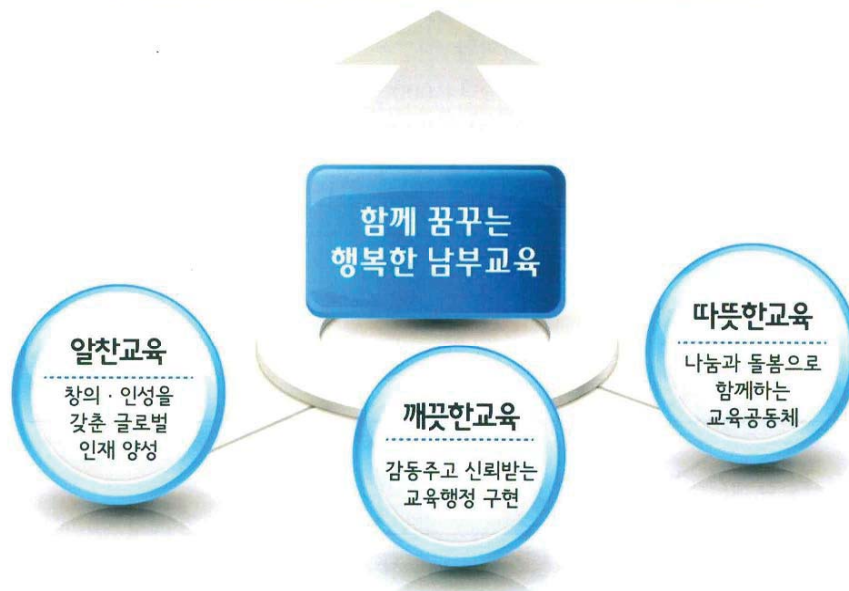 함께 꿈꾸는
행복한 남부교육
알찬교육
창의 · 인성을
갖춘 글로벌
인재 양성
깨끗한교육
감동주고 신뢰받는
교육행정 구현
따뜻한교육
나눔과 돌봄으로
함께하는
교육공동체